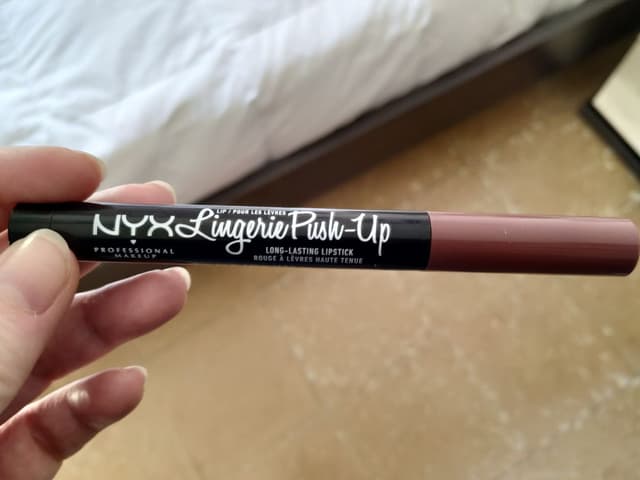 LIP / POUR LES LÈVRES
NYX Lingerie Push-Up
PROFESSIONAL
MAKEUP
LONG-LASTING LIPSTICK
ROUGE À LÈVRES HAUTE TENUE